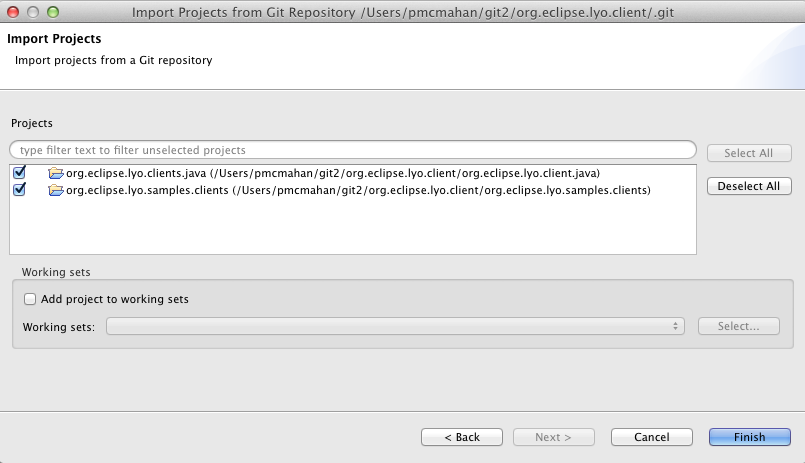 Import Projects from Git Repository /Users/pmcmahan/git2/org.eclipse.lyo.client/.git
Import Projects
Import projects from a Git repository
Projects
type filter text to filter unselected projects
Select All
org.eclipse.lyo.clients.java (/Users/pmcmahan/git2/org.eclipse.lyo.client/org.eclipse.lyo.client.java)
org.eclipse.lyo.samples.clients (/Users/pmcmahan/git2/org.eclipse.lyo.client/org.eclipse.lyo.samples.clients)
Deselect All
Working sets
Add project to working sets
Working sets:
Select...
< Back
Next >
Cancel
Finish